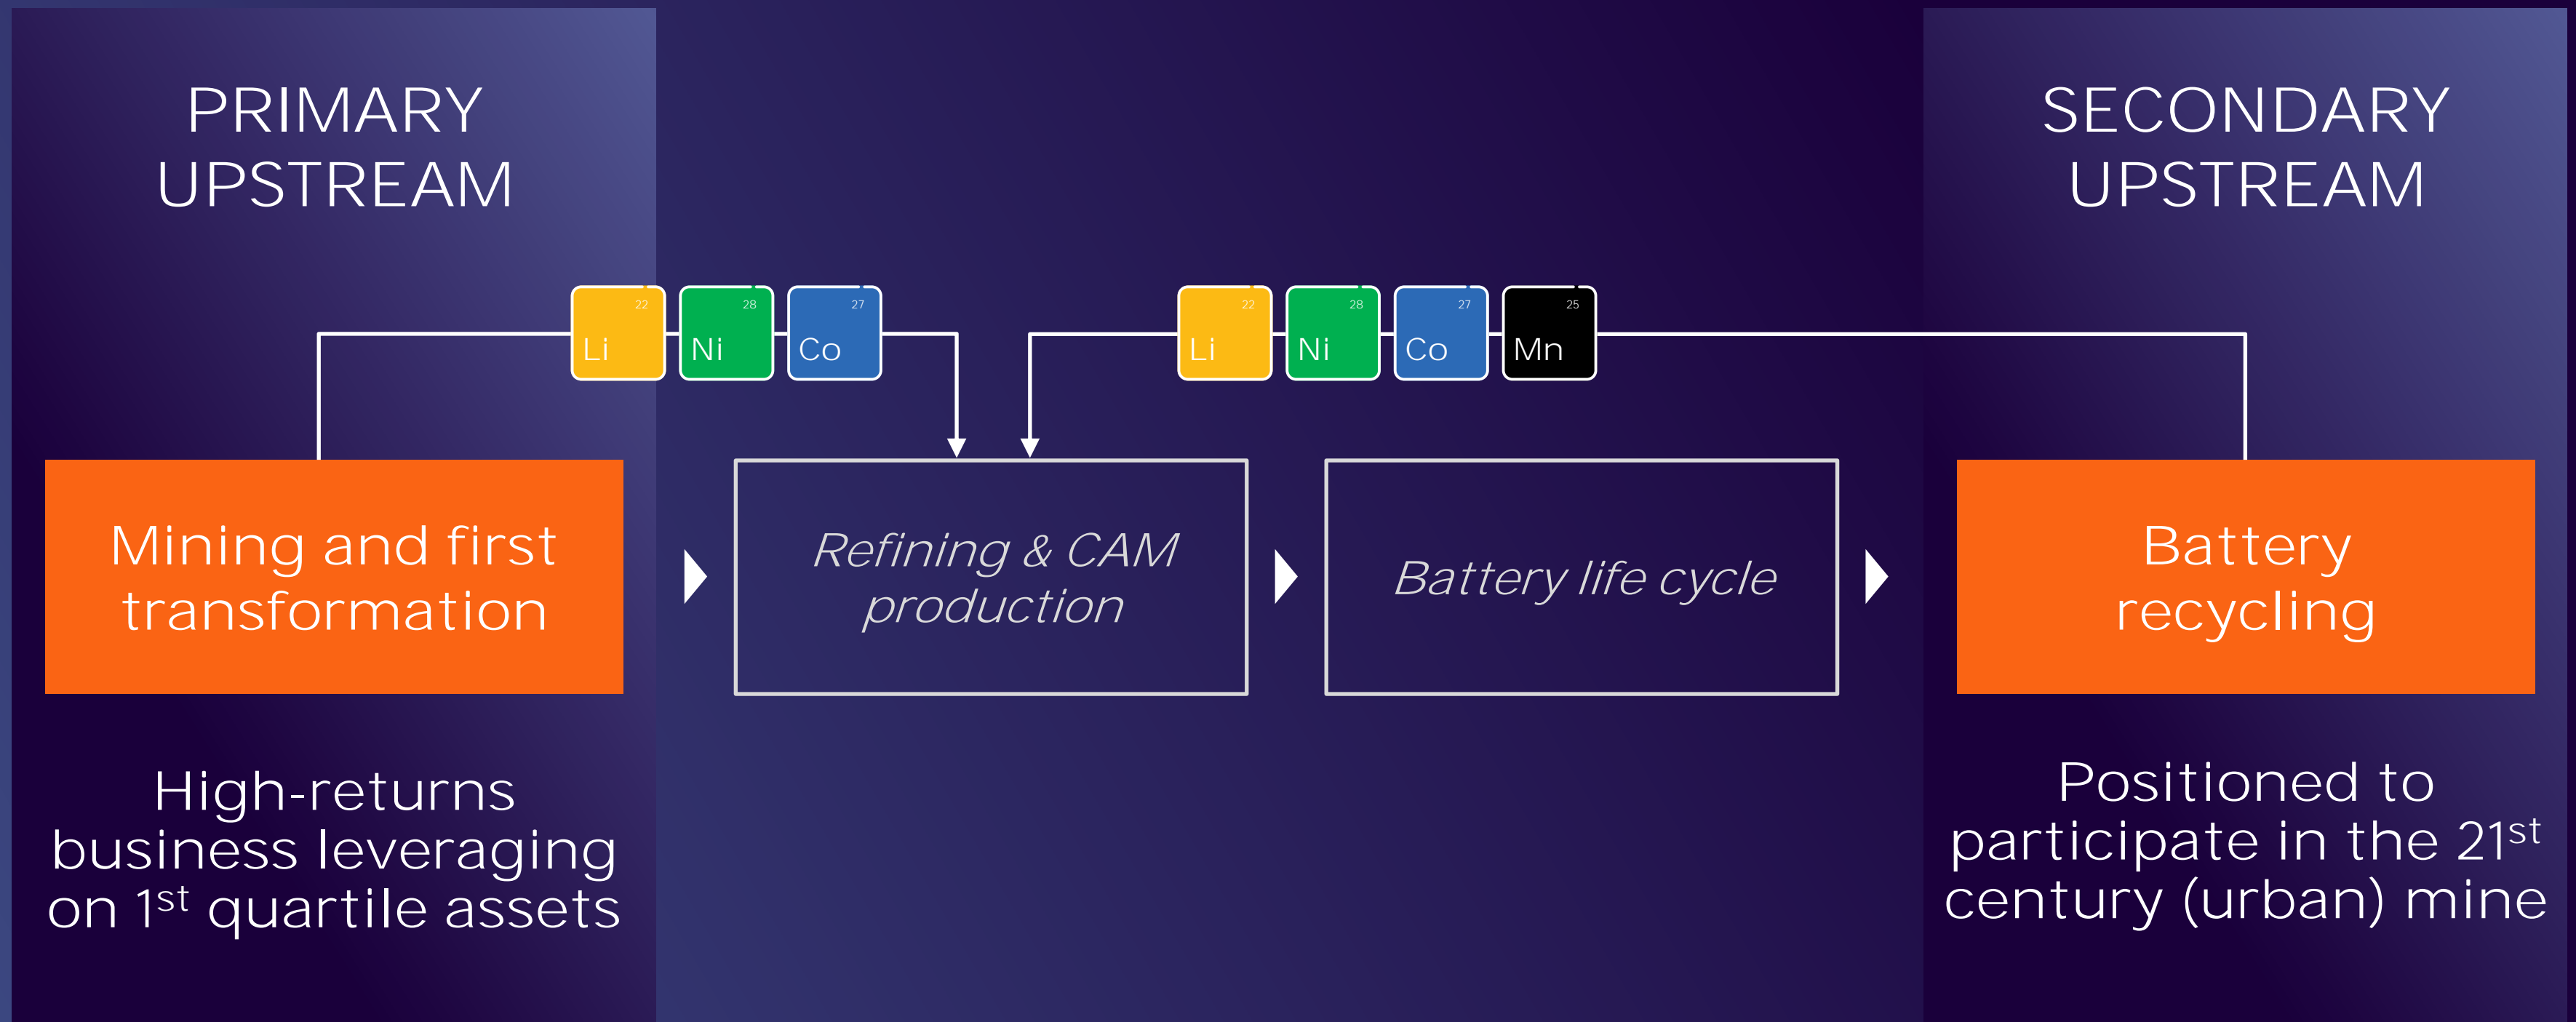 PRIMARY
UPSTREAM
SECONDARY
UPSTREAM
22
Li
28
Ni
27
Co
22
Li
28
Ni
27
Co
25
Mn
Mining and first
transformation
Refining & CAM
production
Battery life cycle
Battery
recycling
High-returns
business leveraging
on 1st quartile assets
Positioned to
participate in the 21st
century (urban) mine